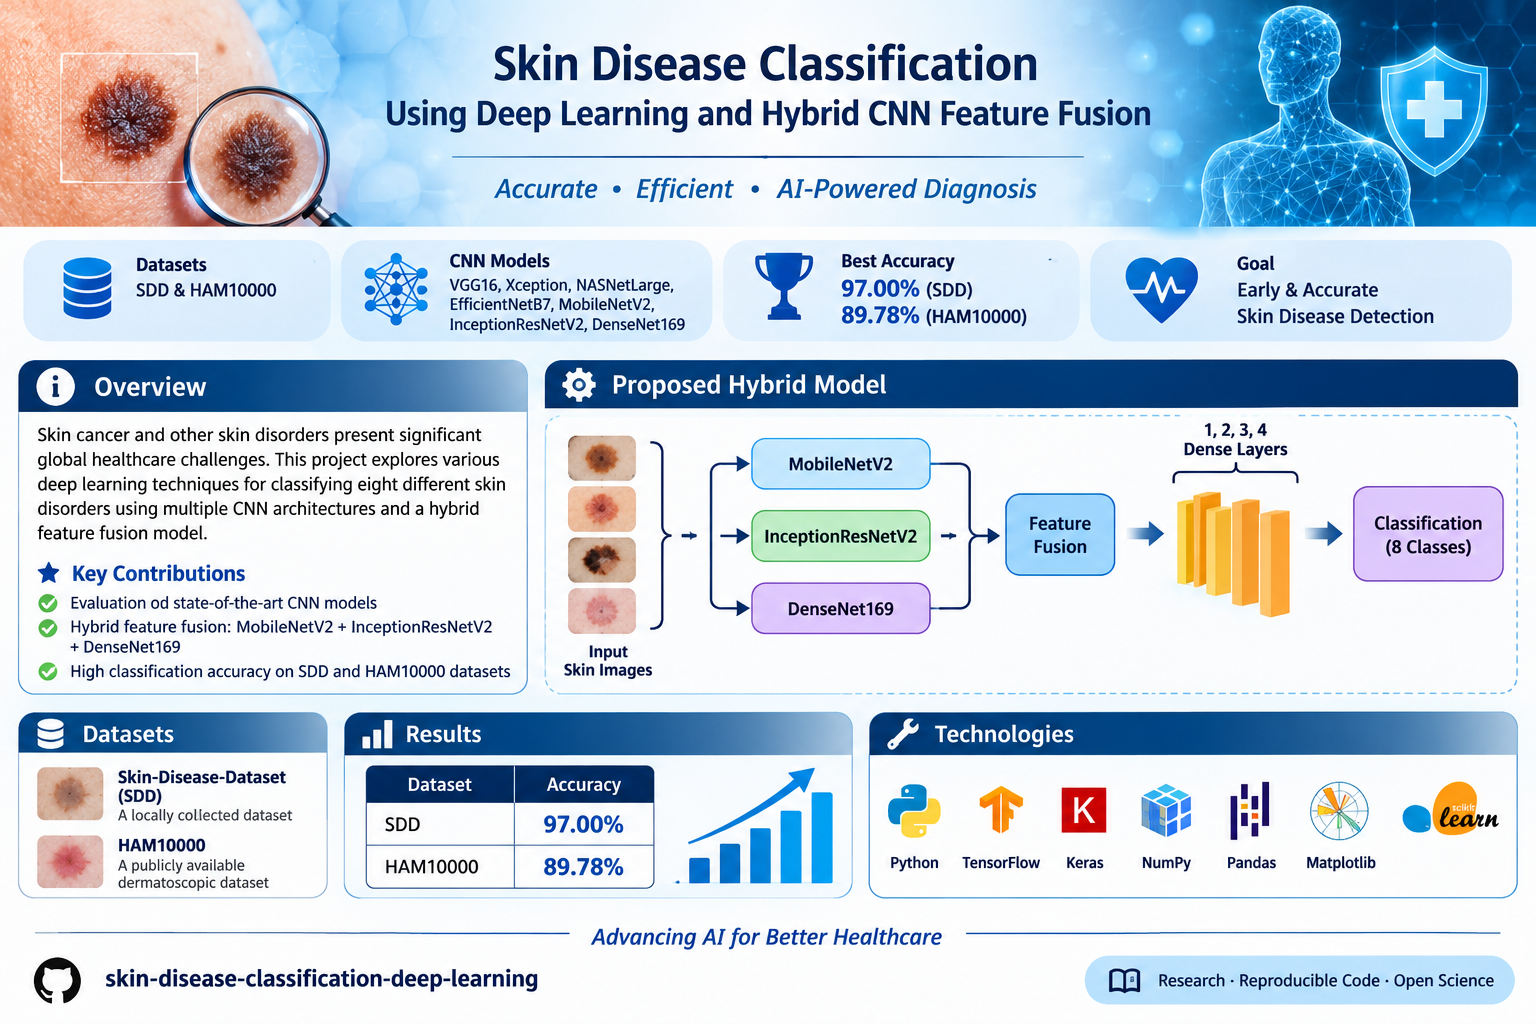 Skin Disease Classification
Using Deep Learning and Hybrid CNN Feature Fusion
Accurate • Efficient • AI-Powered Diagnosis
Datasets
SDD & HAM10000
CNN Models
VGG16, Xception, NASNetLarge,
EfficientNetB7, MobileNetV2,
InceptionResNetV2, DenseNet169
Best Accuracy
97.00% (SDD)
89.78% (HAM10000)
Goal
Early & Accurate
Skin Disease Detection
Overview
Skin cancer and other skin disorders present significant
global healthcare challenges. This project explores various
deep learning techniques for classifying eight different skin
disorders using multiple CNN architectures and a hybrid
feature fusion model.
Key Contributions
Evaluation od state-of-the-art CNN models
Hybrid feature fusion: MobileNetV2 + InceptionResNetV2
+ DenseNet169
High classification accuracy on SDD and HAM10000 datasets
Proposed Hybrid Model
Input
Skin Images
MobileNetV2
InceptionResNetV2
DenseNet169
Feature
Fusion
1, 2, 3, 4
Dense Layers
Classification
(8 Classes)
Datasets
Skin-Disease-Dataset
(SDD)
A locally collected dataset
HAM10000
A publicly available
dermatoscopic dataset
Results
Dataset Accuracy
SDD 97.00%
HAM10000 89.78%
Technologies
K
scikit
learn
Python TensorFlow Keras NumPy Pandas Matplotlib
Advancing AI for Better Healthcare
skin-disease-classification-deep-learning
Research · Reproducible Code · Open Science